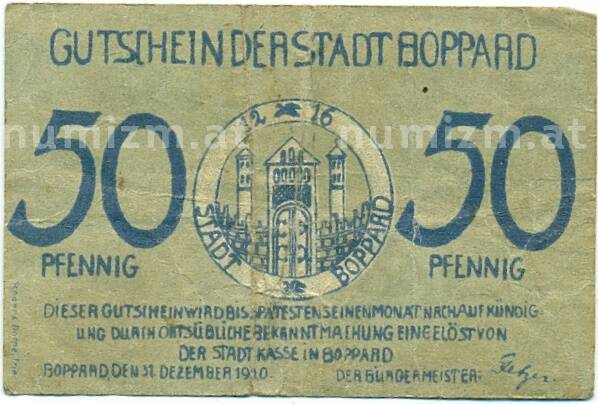 GUTSCHEIN DER STADT BOPPARD
12 16
50 50
PFENNIG PFENNIG
STADT BOPPARD
DIESER GUTSCHEIN WIRD BIS SPÄTESTENS EINEN MONAT NACH AUFKÜNDIG-
UNG DURCH ORTSÜBLICHE BEKANNTMACHUNG EINGELÖST VON
DER STADTKASSE IN BOPPARD
BOPPARD, DEN 31. DEZEMBER 1920. DER BÜRGERMEISTER:
numizm.at numizm.at